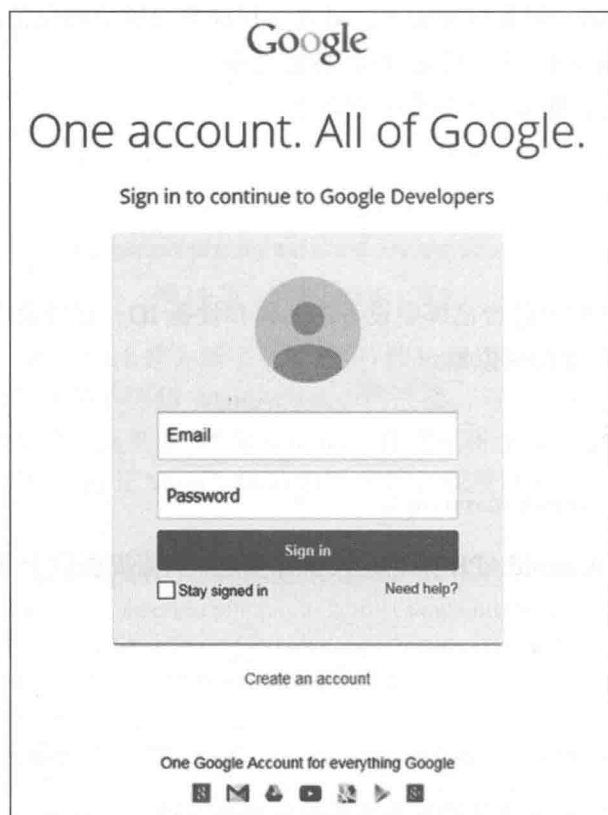 Google
One account. All of Google.
Sign in to continue to Google Developers
Email
Password
Sign in
Stay signed in
Need help?
Create an account
One Google Account for everything Google